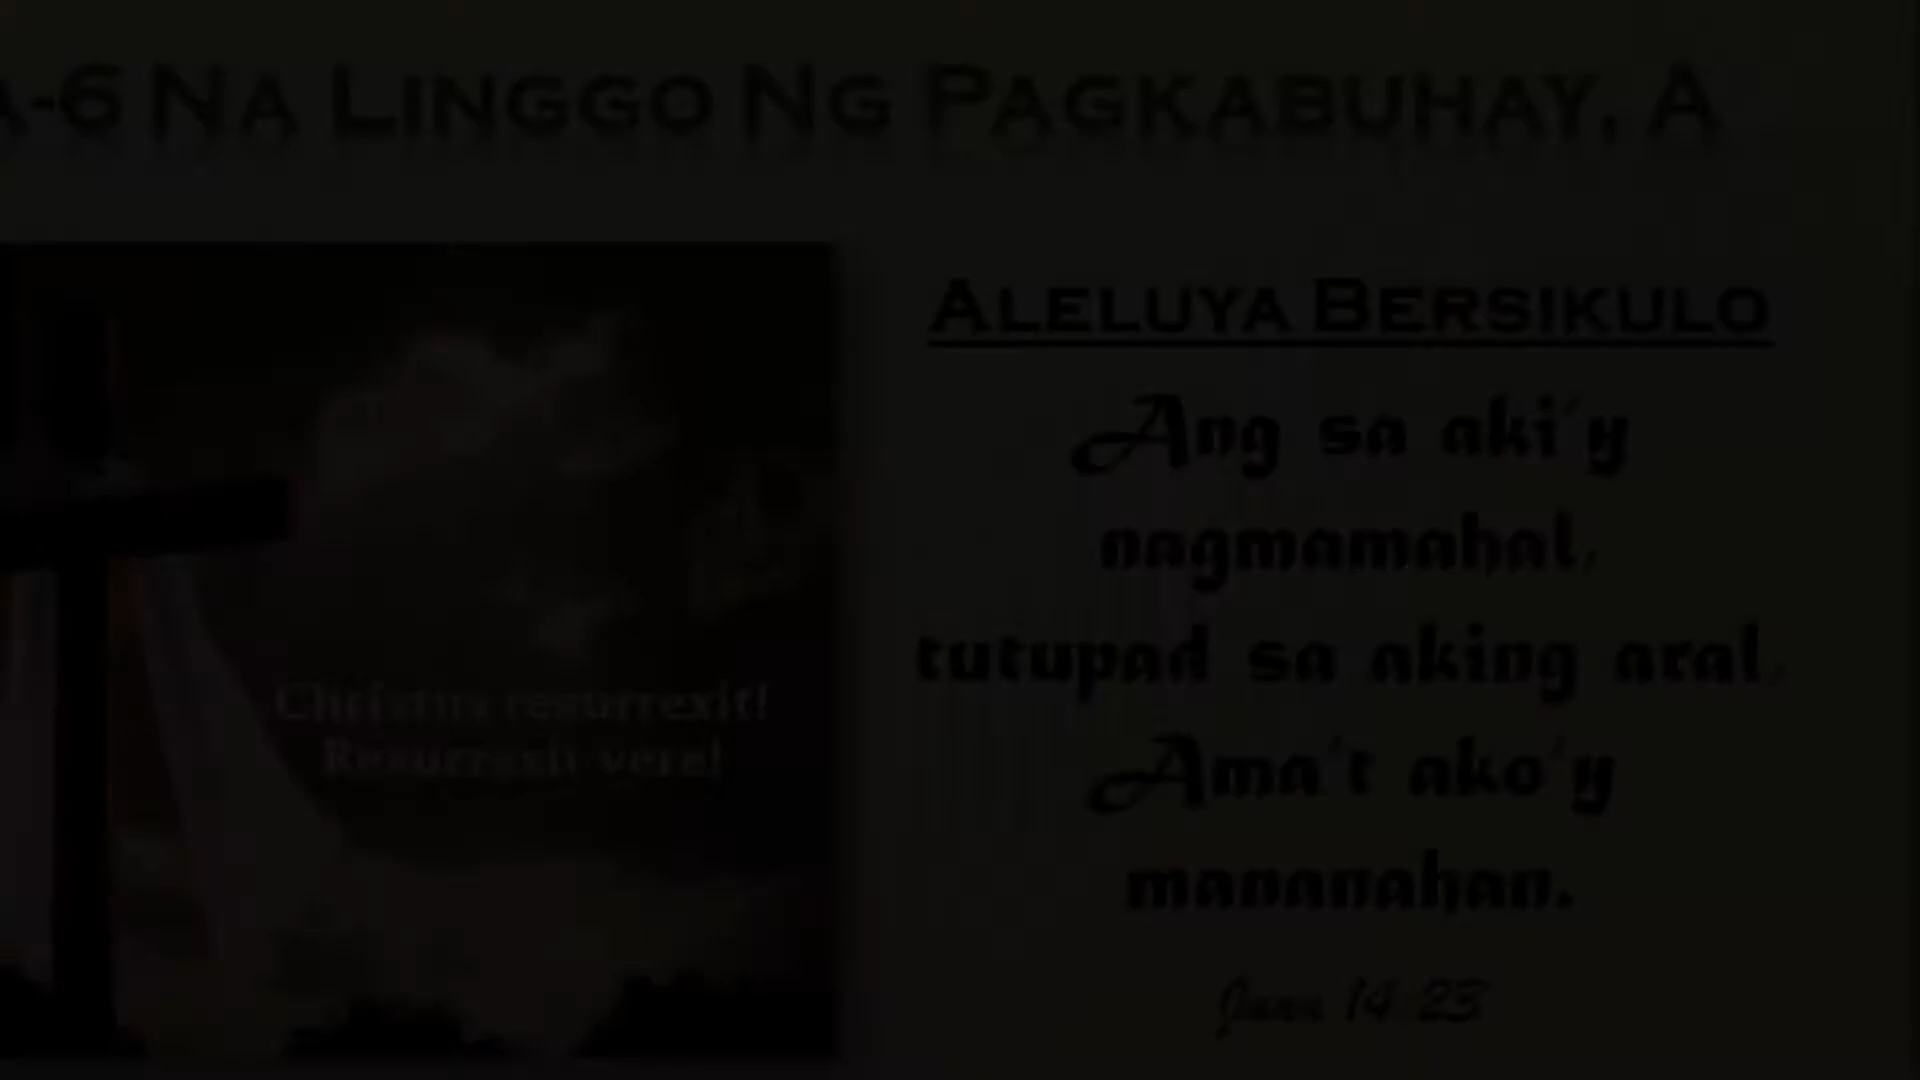 A-6 NA LINGGO NG PAGKABUHAY, A
ALELUYA BERSIKULO
Ang sa aki'y
nagmamahal,
tutupad sa aking aral,
Ama't ako'y
mananahan.
Juan 14:23
Christus resurrexit!
Resurrexit vere!